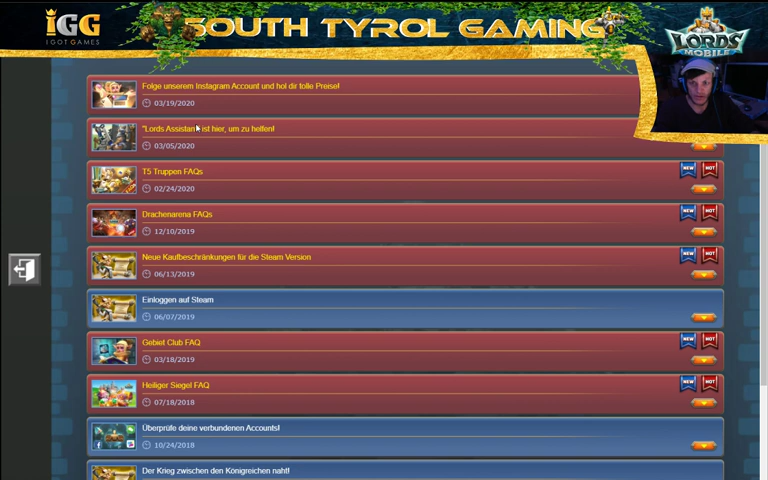 IGG
I GOT GAMES
SOUTH TYROL GAMING
LORDS
MOBILE
Folge unserem Instagram Account und hol dir tolle Preise!
03/19/2020
"Lords Assistant ist hier, um zu helfen!
03/05/2020
T5 Truppen FAQs
NEW HOT
02/24/2020
Drachenarena FAQs
NEW HOT
12/10/2019
Neue Kaufbeschränkungen für die Steam Version
NEW HOT
06/13/2019
Einloggen auf Steam
06/07/2019
Gebiet Club FAQ
NEW HOT
03/18/2019
Heiliger Siegel FAQ
NEW HOT
07/18/2018
Überprüfe deine verbundenen Accounts!
10/24/2018
Der Krieg zwischen den Königreichen naht!